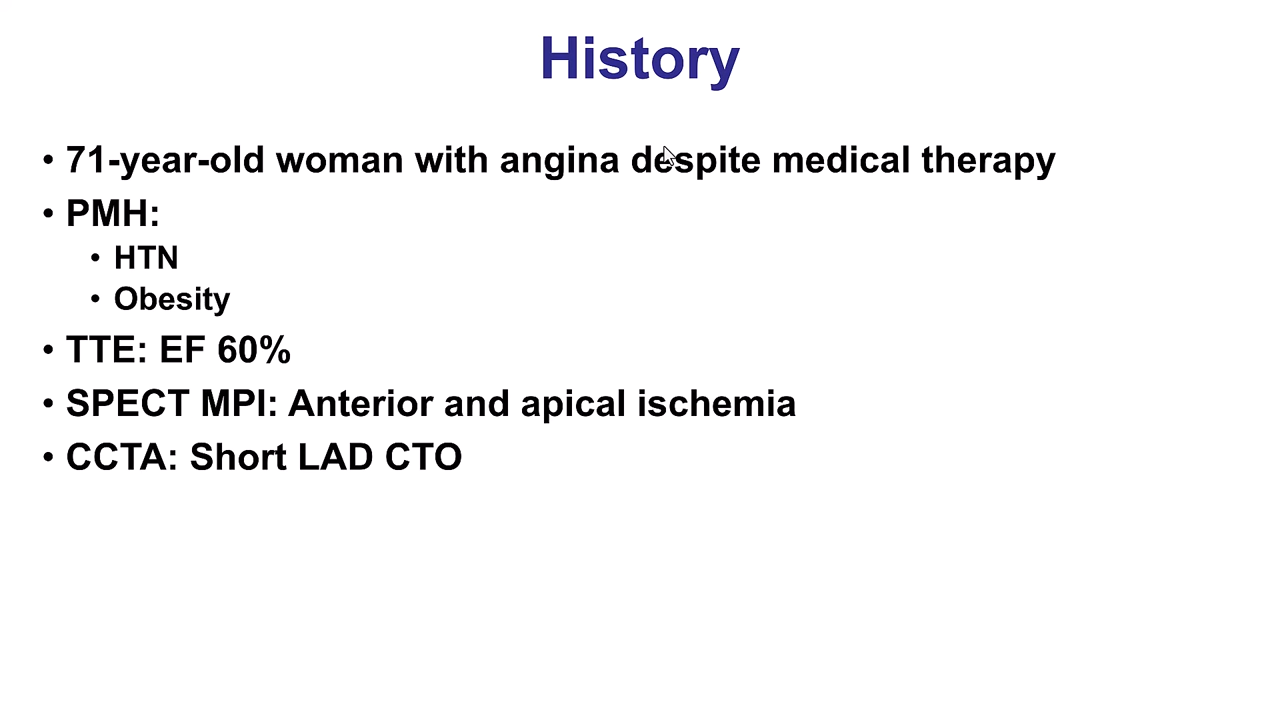 History
• 71-year-old woman with angina despite medical therapy
• PMH:
• HTN
• Obesity
• TTE: EF 60%
• SPECT MPI: Anterior and apical ischemia
• CCTA: Short LAD CTO